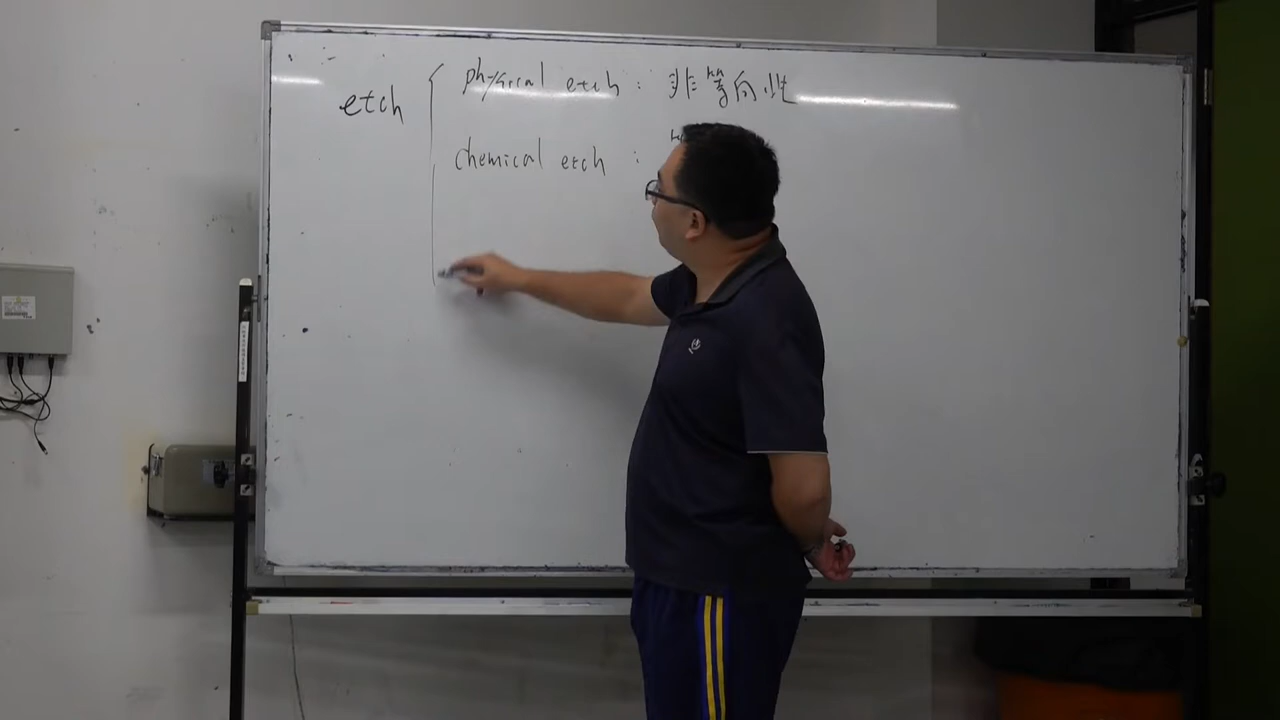 etch
physical etch : 非等向性
chemical etch :